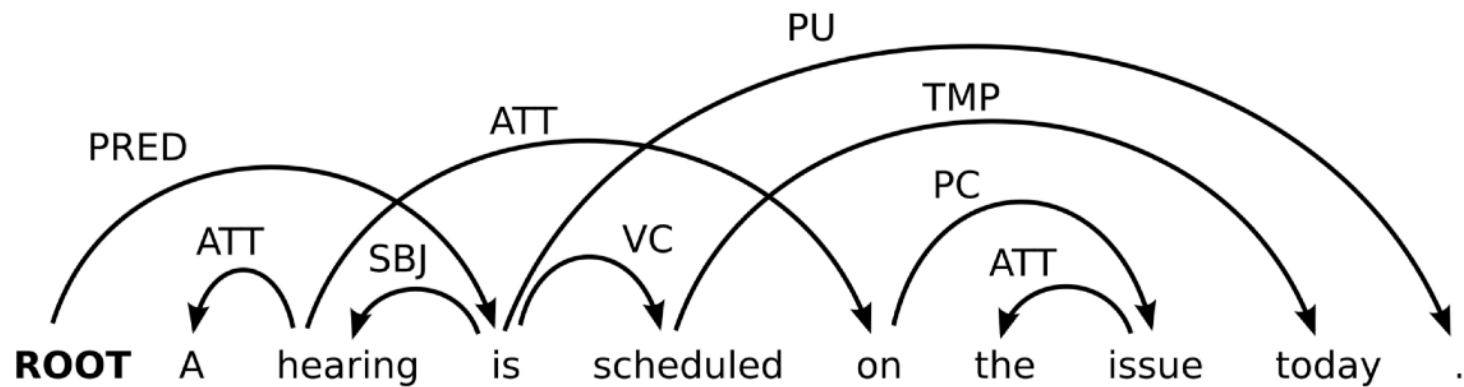 PU
TMP
ATT
PRED
PC
ATT SBJ VC ATT
ROOT A hearing is scheduled on the issue today .